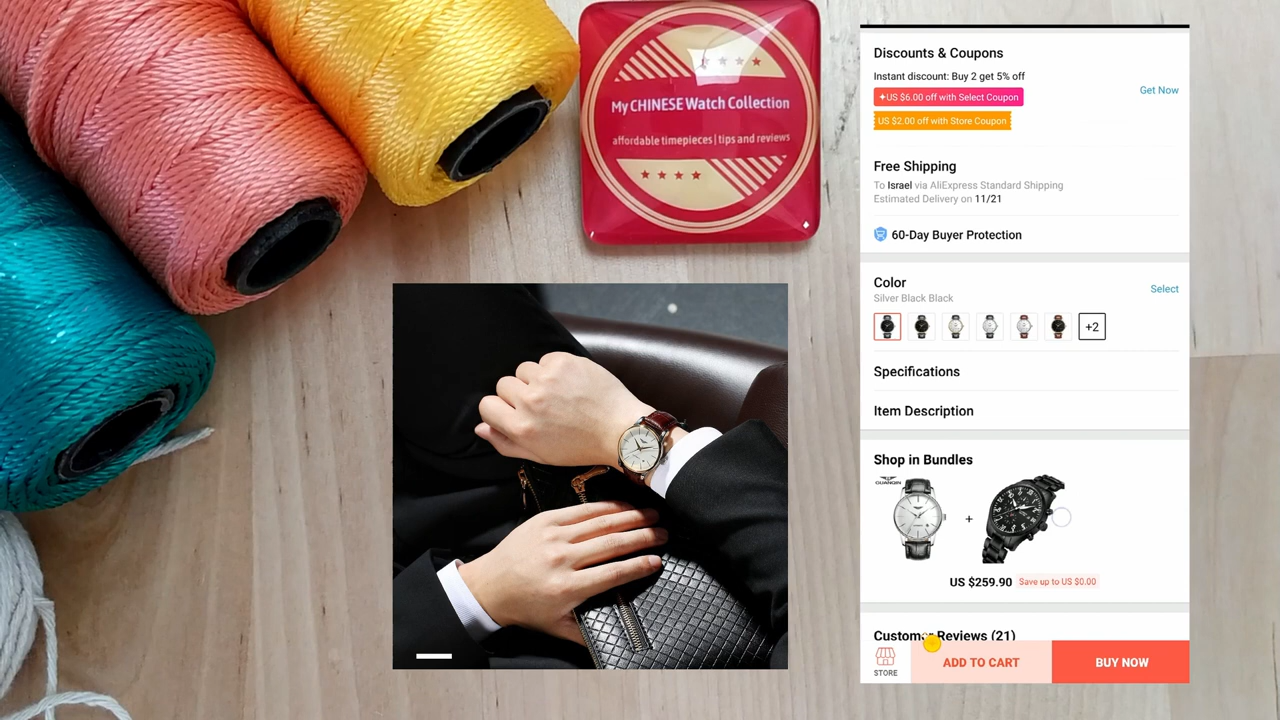 My CHINESE Watch Collection
affordable timepieces | tips and reviews
Discounts & Coupons
Instant discount: Buy 2 get 5% off
US $6.00 off with Select Coupon
Get Now
US $2.00 off with Store Coupon
Free Shipping
To Israel via AliExpress Standard Shipping
Estimated Delivery on 11/21
60-Day Buyer Protection
Color
Silver Black Black
Select
+2
Specifications
Item Description
Shop in Bundles
GUANQIN
+
US $259.90 Save up to US $0.00
Customer Reviews (21)
STORE
ADD TO CART
BUY NOW